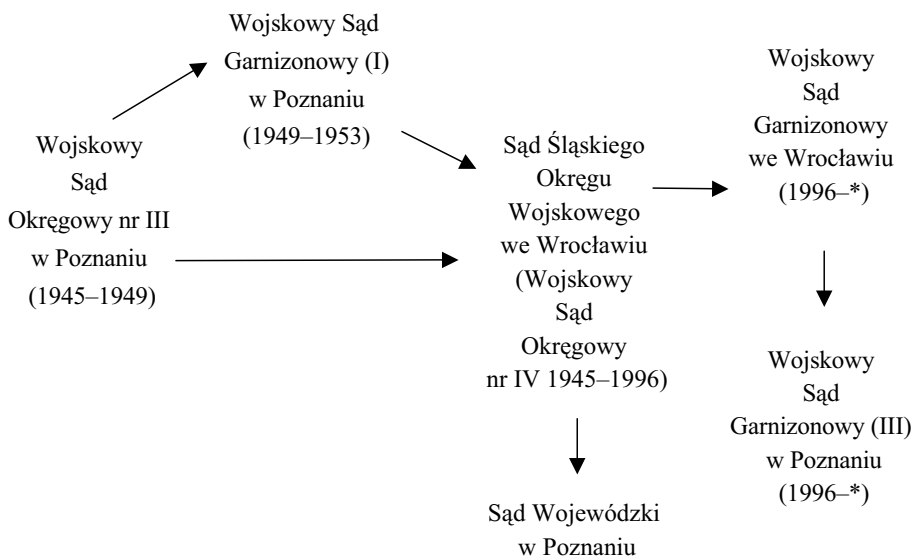 Wojskowy
Sąd
Okręgowy nr III
w Poznaniu
(1945–1949)
Wojskowy Sąd
Garnizonowy (I)
w Poznaniu
(1949–1953)
Sąd Śląskiego
Okręgu
Wojskowego
we Wrocławiu
(Wojskowy
Sąd
Okręgowy
nr IV 1945–1996)
Sąd Wojewódzki
w Poznaniu
Wojskowy
Sąd
Garnizonowy
we Wrocławiu
(1996–*)
Wojskowy
Sąd
Garnizonowy (III)
w Poznaniu
(1996–*)